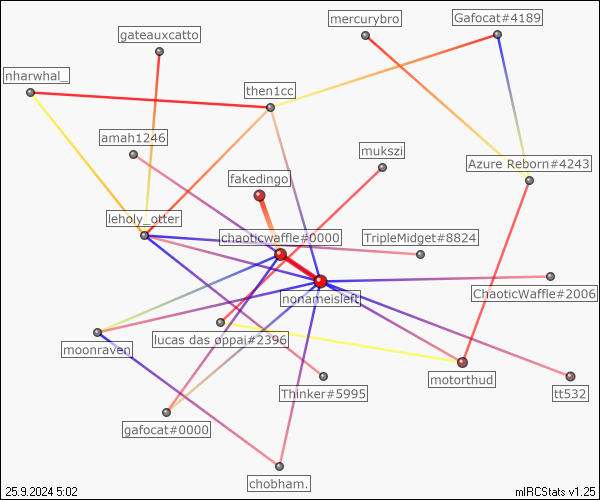 mercurybro
Gafocat#4189
gateauxcatto
nharwhal_
then1cc
amah1246
mukszi
Azure Reborn#4243
fakedingo
leholy_otter
chaoticwaffle#0000
TripleMidget#8824
nonameisleft
ChaoticWaffle#2006
moonraven
lucas das oppai#2396
motorthud
Thinker#5995
tt532
gafocat#0000
chobham.
25.9.2024 5:02
mIRCStats v1.25